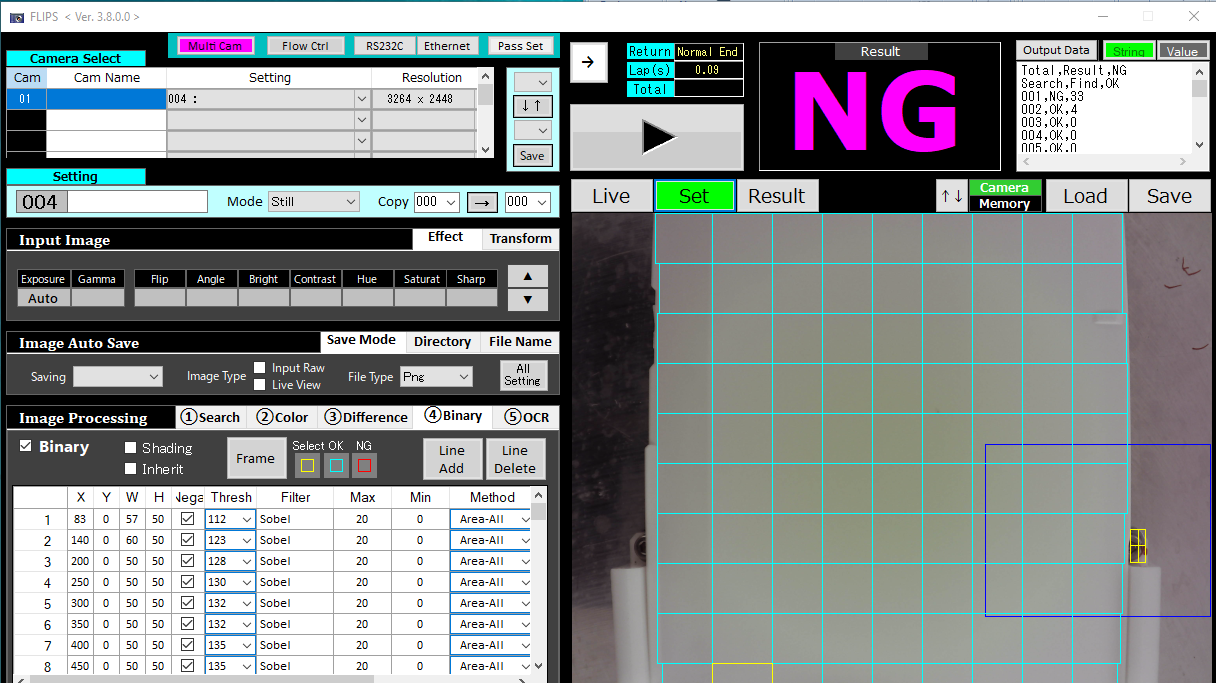 FLIPS < Ver. 3.8.0.0 >
Multi Cam Flow Ctrl RS232C Ethernet Pass Set
Camera Select
Cam Cam Name Setting Resolution
01 004 : 3264 x 2448
↓ ↑
Save
Setting
004 Mode Still Copy 000 → 000
Input Image Effect Transform
Exposure Gamma Flip Angle Bright Contrast Hue Saturat Sharp
Auto
▲
▼
Image Auto Save Save Mode Directory File Name
Saving Image Type Input Raw File Type Png All
Live View Setting
Image Processing ①Search ②Color ③Difference ④Binary ⑤OCR
Binary Shading Frame Select OK NG Line Line
Inherit Add Delete
X Y W H Nega Thresh Filter Max Min Method
1 83 0 57 50 112 Sobel 20 0 Area-All
2 140 0 60 50 123 Sobel 20 0 Area-All
3 200 0 50 50 128 Sobel 20 0 Area-All
4 250 0 50 50 130 Sobel 20 0 Area-All
5 300 0 50 50 132 Sobel 20 0 Area-All
6 350 0 50 50 132 Sobel 20 0 Area-All
7 400 0 50 50 135 Sobel 20 0 Area-All
8 450 0 50 50 135 Sobel 20 0 Area-All
→
Return Normal End
Lap(s) 0.09
Total
Result
NG
Output Data String Value
Total,Result,NG
Search,Find,OK
001,NG,33
002,OK,4
003,OK,0
004,OK,0
005,OK,0
Live Set Result ↑ ↓ Camera Load Save
Memory